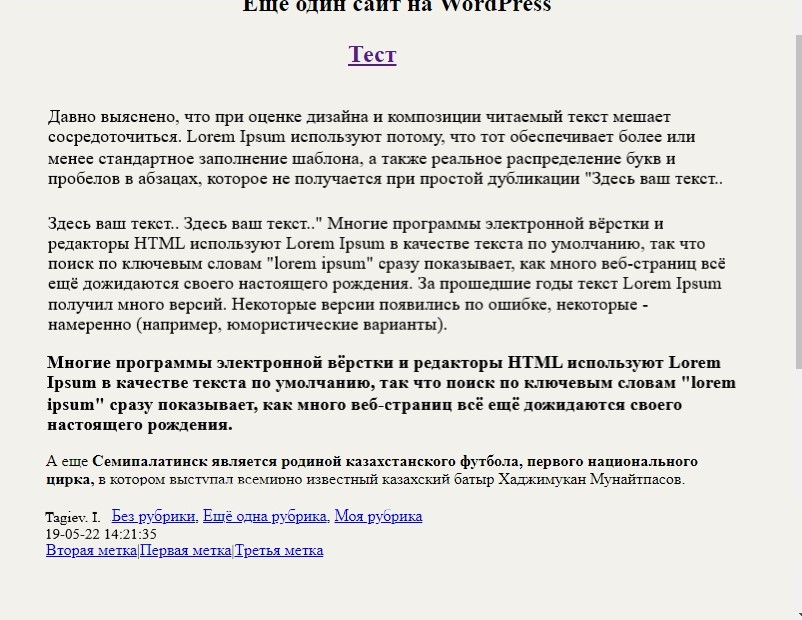 Ещё один сайт на WordPress
Тест
Давно выяснено, что при оценке дизайна и композиции читаемый текст мешает
сосредоточиться. Lorem Ipsum используют потому, что тот обеспечивает более или
менее стандартное заполнение шаблона, а также реальное распределение букв и
пробелов в абзацах, которое не получается при простой дубликации "Здесь ваш текст..
Здесь ваш текст.. Здесь ваш текст.." Многие программы электронной вёрстки и
редакторы HTML используют Lorem Ipsum в качестве текста по умолчанию, так что
поиск по ключевым словам "lorem ipsum" сразу показывает, как много веб-страниц всё
ещё дожидаются своего настоящего рождения. За прошедшие годы текст Lorem Ipsum
получил много версий. Некоторые версии появились по ошибке, некоторые -
намеренно (например, юмористические варианты).
Многие программы электронной вёрстки и редакторы HTML используют Lorem
Ipsum в качестве текста по умолчанию, так что поиск по ключевым словам "lorem
ipsum" сразу показывает, как много веб-страниц всё ещё дожидаются своего
настоящего рождения.
А еще Семипалатинск является родиной казахстанского футбола, первого национального
цирка, в котором выступал всемирно известный казахский батыр Хаджимукан Мунайтпасов.
Tagiev. I. Без рубрики, Ещё одна рубрика, Моя рубрика
19-05-22 14:21:35
Вторая метка|Первая метка|Третья метка